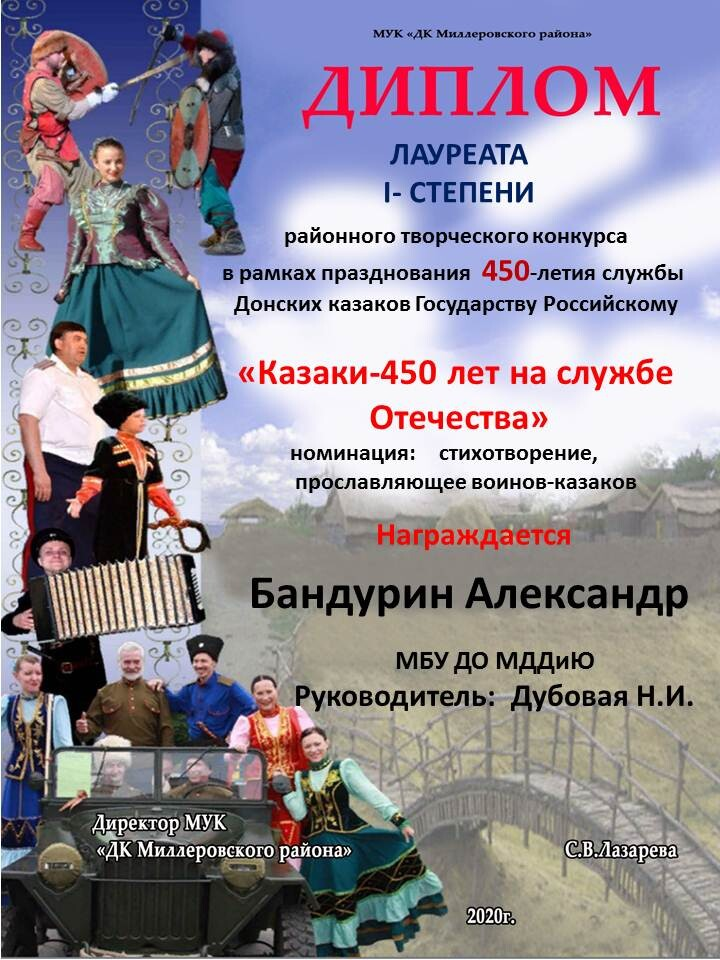 МУК «ДК Миллеровского района»
ДИПЛОМ
ЛАУРЕАТА
I- СТЕПЕНИ
районного творческого конкурса
в рамках празднования 450-летия службы
Донских казаков Государству Российскому
«Казаки-450 лет на службе
Отечества»
номинация: стихотворение,
прославляющее воинов-казаков
Награждается
Бандурин Александр
МБУ ДО МДДиЮ
Руководитель: Дубовая Н.И.
Директор МУК
«ДК Миллеровского района» С.В.Лазарева
2020г.